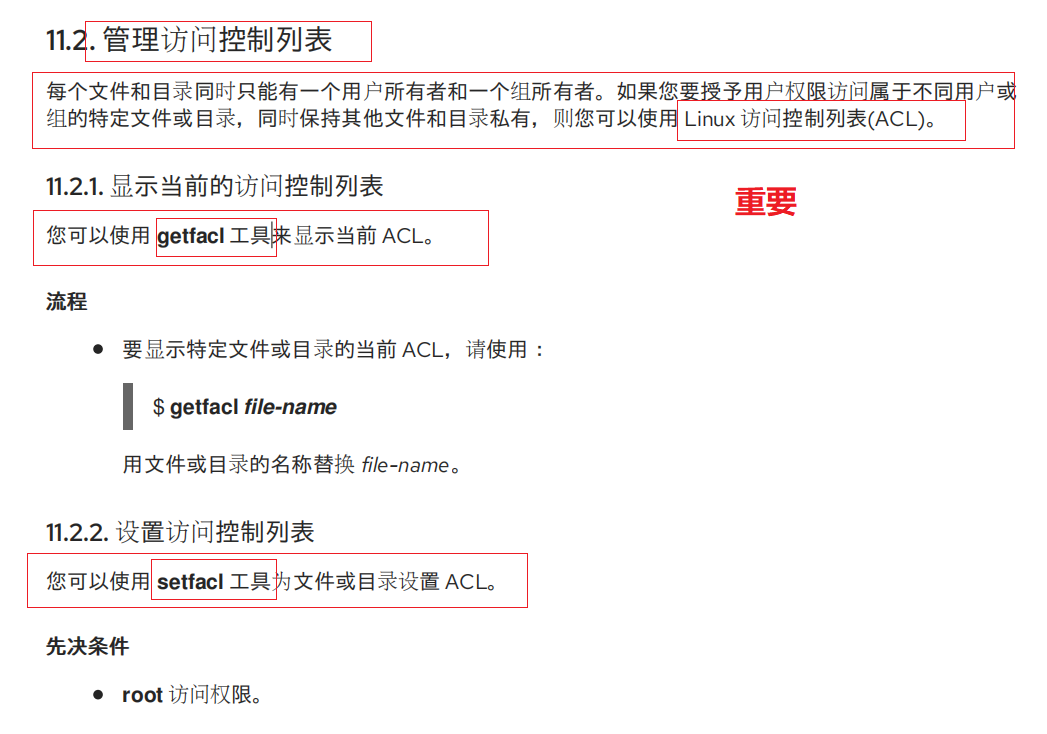 11.2. 管理访问控制列表
每个文件和目录同时只能有一个用户所有者和一个组所有者。如果您要授予用户权限访问属于不同用户或
组的特定文件或目录，同时保持其他文件和目录私有，则您可以使用 Linux 访问控制列表(ACL)。
11.2.1. 显示当前的访问控制列表
重要
您可以使用 getfacl 工具来显示当前 ACL。
流程
● 要显示特定文件或目录的当前 ACL，请使用：
$ getfacl file-name
用文件或目录的名称替换 file-name。
11.2.2. 设置访问控制列表
您可以使用 setfacl 工具为文件或目录设置 ACL。
先决条件
● root 访问权限。